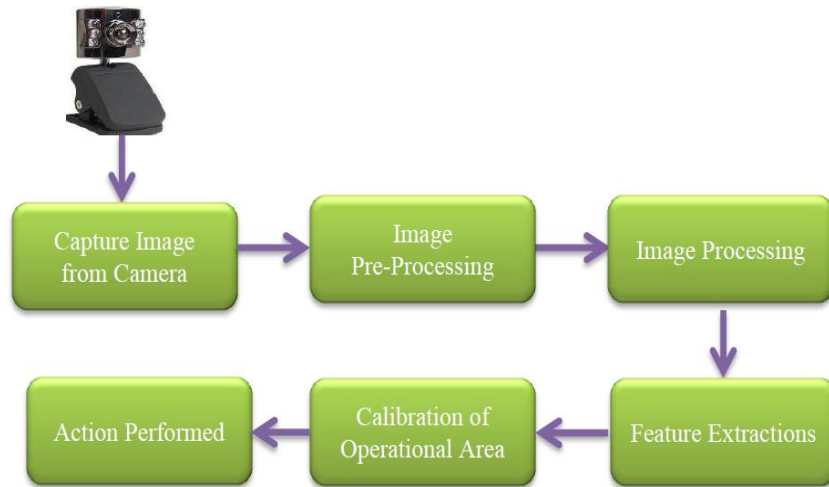 Capture Image
from Camera
Image
Pre-Processing
Image Processing
Feature Extractions
Calibration of
Operational Area
Action Performed